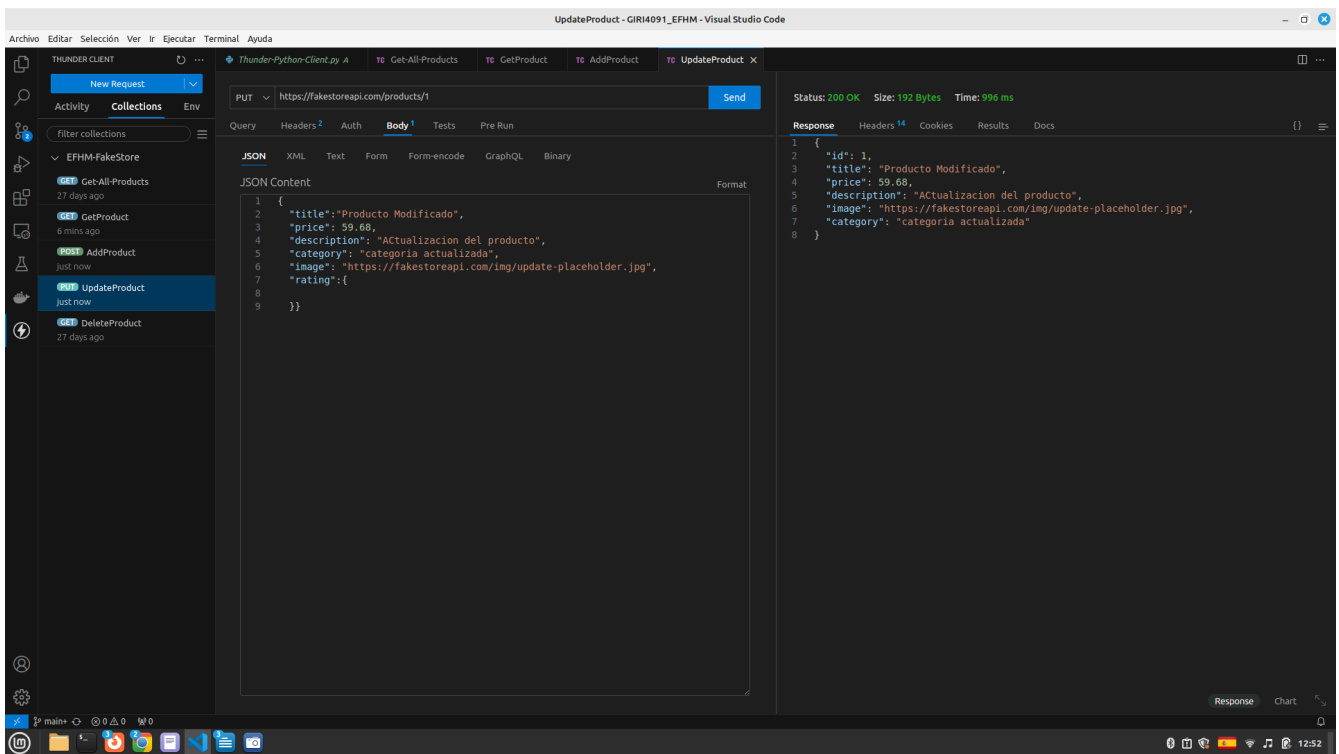 UpdateProduct - GIRI4091_EFHM - Visual Studio Code
Archivo Editar Selección Ver Ir Ejecutar Terminal Ayuda
THUNDER CLIENT
Thunder-Python-Client.py A
TC Get-All-Products
TC GetProduct
TC AddProduct
TC UpdateProduct
New Request
Activity Collections Env
filter collections
EFHM-FakeStore
GET Get-All-Products
27 days ago
GET GetProduct
6 mins ago
POST AddProduct
just now
PUT UpdateProduct
just now
GET DeleteProduct
27 days ago
PUT https://fakestoreapi.com/products/1 Send
Query Headers 2 Auth Body 1 Tests Pre Run
JSON XML Text Form Form-encode GraphQL Binary
JSON Content Format
1 {
2 "title":"Producto Modificado",
3 "price": 59.68,
4 "description": "ACtualizacion del producto",
5 "category": "categoria actualizada",
6 "image": "https://fakestoreapi.com/img/update-placeholder.jpg",
7 "rating":{
8
9 }}
Status: 200 OK Size: 192 Bytes Time: 996 ms
Response Headers 14 Cookies Results Docs {}
1 {
2 "id": 1,
3 "title": "Producto Modificado",
4 "price": 59.68,
5 "description": "ACtualizacion del producto",
6 "image": "https://fakestoreapi.com/img/update-placeholder.jpg",
7 "category": "categoria actualizada"
8 }
Response Chart
main+ 0 0 0
3 2 1
12:52